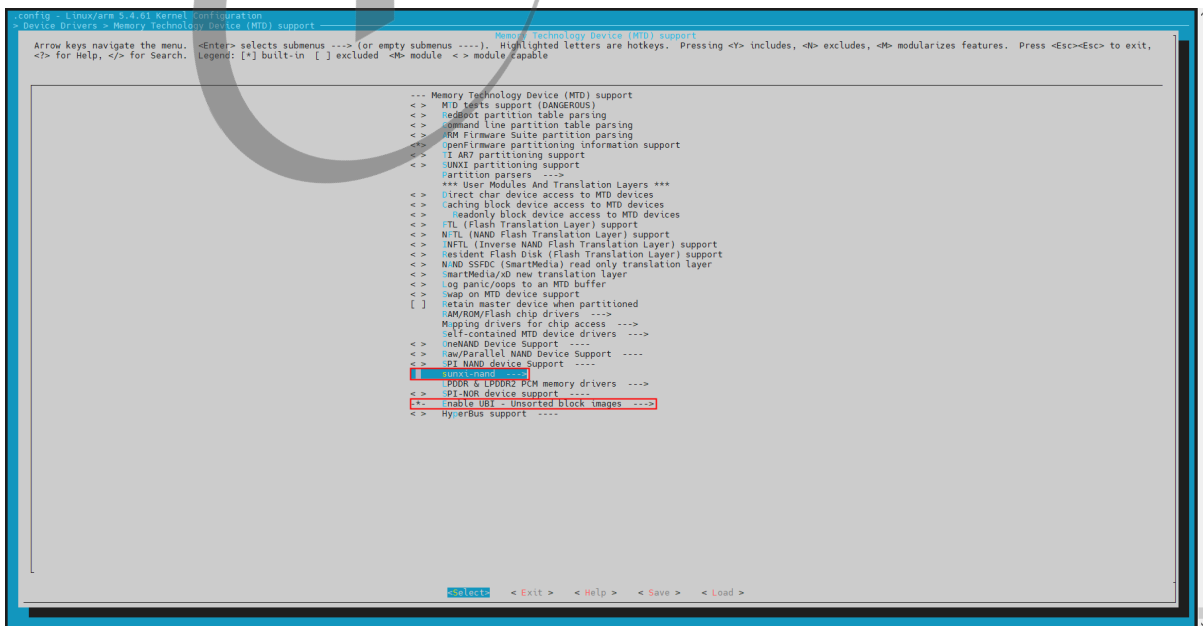 .config - Linux/arm 5.4.61 Kernel Configuration
> Device Drivers > Memory Technology Device (MTD) support
Memory Technology Device (MTD) support
Arrow keys navigate the menu. <Enter> selects submenus ---> (or empty submenus ----). Highlighted letters are hotkeys. Pressing <Y> includes, <N> excludes, <M> modularizes features. Press <Esc><Esc> to exit,
<?> for Help, </> for Search. Legend: [*] built-in [ ] excluded <M> module < > module capable
--- Memory Technology Device (MTD) support
< > MTD tests support (DANGEROUS)
< > RedBoot partition table parsing
< > Command line partition table parsing
< > ARM Firmware Suite partition parsing
<*> OpenFirmware partitioning information support
< > TI AR7 partitioning support
< > SUNXI partitioning support
Partition parsers --->
*** User Modules And Translation Layers ***
< > Direct char device access to MTD devices
< > Caching block device access to MTD devices
< > Readonly block device access to MTD devices
< > FTL (Flash Translation Layer) support
< > NFTL (NAND Flash Translation Layer) support
< > INFTL (Inverse NAND Flash Translation Layer) support
< > Resident Flash Disk (Flash Translation Layer) support
< > NAND SSFDC (SmartMedia) read only translation layer
< > SmartMedia/xD new translation layer
< > Log panic/oops to an MTD buffer
< > Swap on MTD device support
[ ] Retain master device when partitioned
RAM/ROM/Flash chip drivers --->
Mapping drivers for chip access --->
Self-contained MTD device drivers --->
< > OneNAND Device Support ----
< > Raw/Parallel NAND Device Support ----
< > SPI NAND device Support ----
sunxi-nand --->
LPDDR & LPDDR2 PCM memory drivers --->
< > SPI-NOR device support ----
-*- Enable UBI - Unsorted block images --->
< > HyperBus support ----
<Select> < Exit > < Help > < Save > < Load >